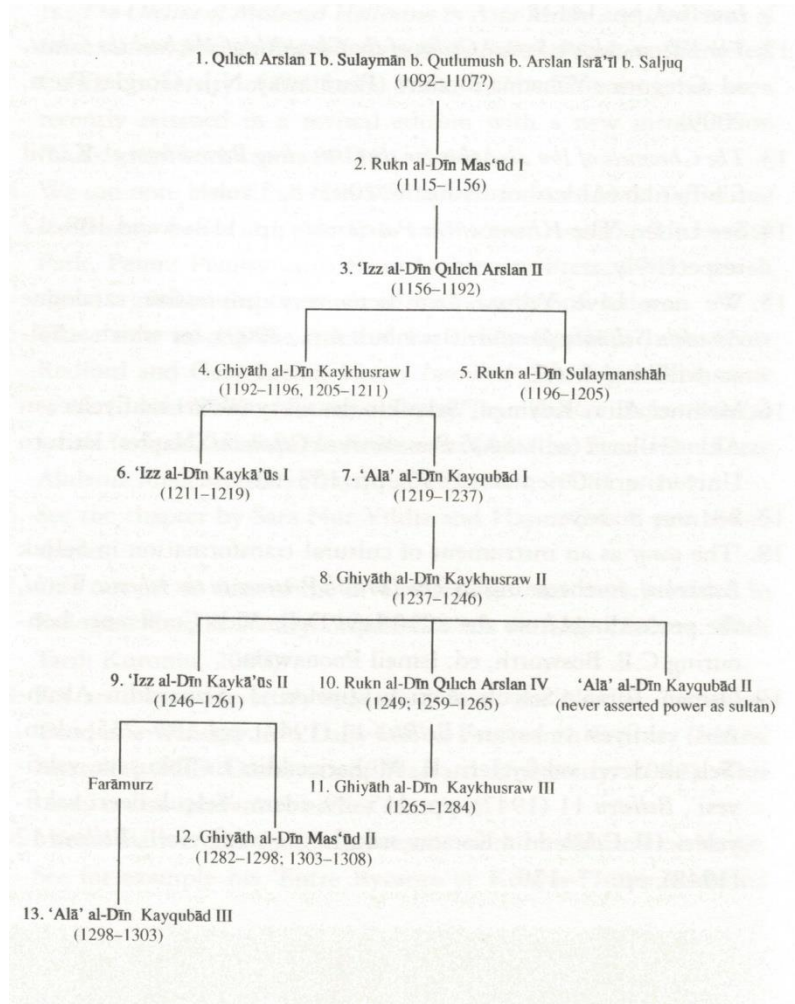 1. Qılıch Arslan I b. Sulaymān b. Qutlumush b. Arslan Isrā’īl b. Saljuq
(1092–1107?)
2. Rukn al-Dīn Mas‘ūd I
(1115–1156)
3. ‘Izz al-Dīn Qılıch Arslan II
(1156–1192)
4. Ghiyāth al-Dīn Kaykhusraw I
(1192–1196, 1205–1211)
5. Rukn al-Dīn Sulaymanshāh
(1196–1205)
6. ‘Izz al-Dīn Kaykā’ūs I
(1211–1219)
7. ‘Alā’ al-Dīn Kayqubād I
(1219–1237)
8. Ghiyāth al-Dīn Kaykhusraw II
(1237–1246)
9. ‘Izz al-Dīn Kaykā’ūs II
(1246–1261)
10. Rukn al-Dīn Qılıch Arslan IV
(1249; 1259–1265)
‘Alā’ al-Dīn Kayqubād II
(never asserted power as sultan)
Farāmurz
11. Ghiyāth al-Dīn Kaykhusraw III
(1265–1284)
12. Ghiyāth al-Dīn Mas‘ūd II
(1282–1298; 1303–1308)
13. ‘Alā’ al-Dīn Kayqubād III
(1298–1303)